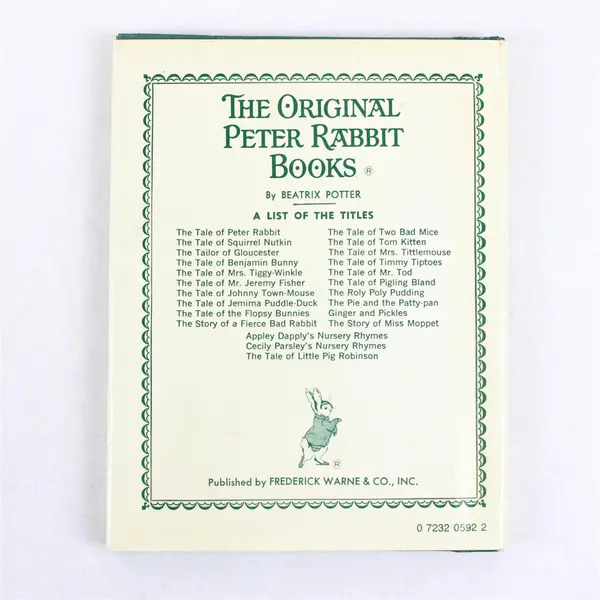 THE ORIGINAL
PETER RABBIT
BOOKS ®
By BEATRIX POTTER
A LIST OF THE TITLES
The Tale of Peter Rabbit
The Tale of Squirrel Nutkin
The Tailor of Gloucester
The Tale of Benjamin Bunny
The Tale of Mrs. Tiggy-Winkle
The Tale of Mr. Jeremy Fisher
The Tale of Johnny Town-Mouse
The Tale of Jemima Puddle-Duck
The Tale of the Flopsy Bunnies
The Story of a Fierce Bad Rabbit
The Tale of Two Bad Mice
The Tale of Tom Kitten
The Tale of Mrs. Tittlemouse
The Tale of Timmy Tiptoes
The Tale of Mr. Tod
The Tale of Pigling Bland
The Roly Poly Pudding
The Pie and the Patty-pan
Ginger and Pickles
The Story of Miss Moppet
Appley Dapply's Nursery Rhymes
Cecily Parsley's Nursery Rhymes
The Tale of Little Pig Robinson
®
Published by FREDERICK WARNE & CO., INC.
0 7232 0592 2